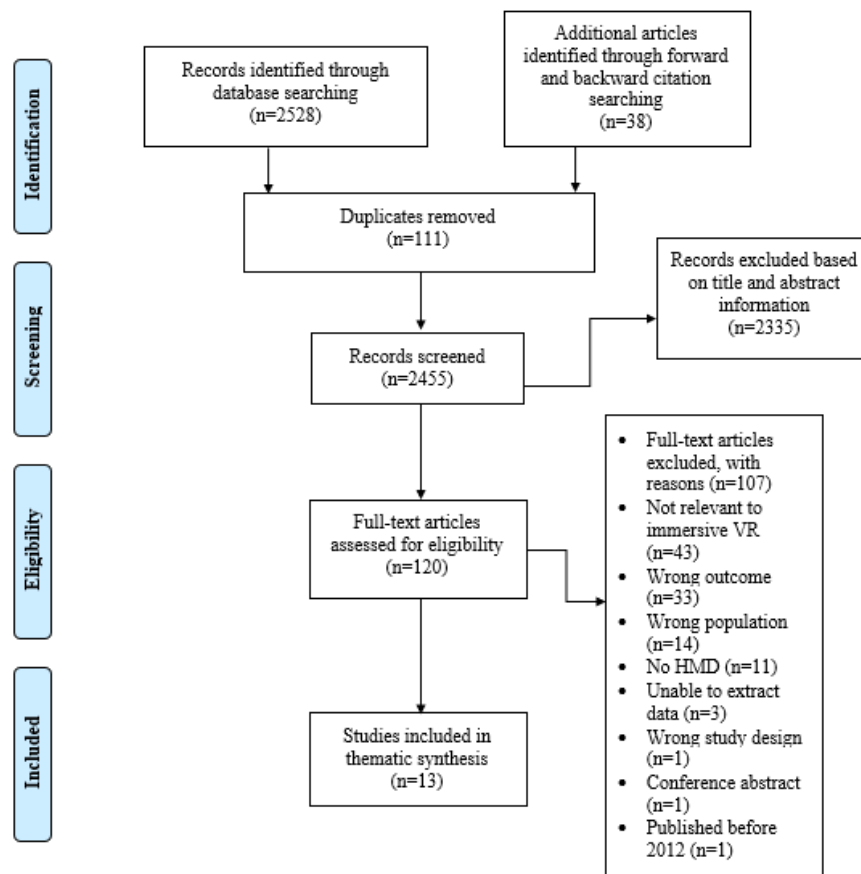 Identification
Records identified through
database searching
(n=2528)
Additional articles
identified through forward
and backward citation
searching
(n=38)
Duplicates removed
(n=111)
Screening
Records excluded based
on title and abstract
information
(n=2335)
Records screened
(n=2455)
Eligibility
Full-text articles
assessed for eligibility
(n=120)
• Full-text articles
excluded, with
reasons (n=107)
• Not relevant to
immersive VR
(n=43)
• Wrong outcome
(n=33)
• Wrong population
(n=14)
• No HMD (n=11)
• Unable to extract
data (n=3)
• Wrong study design
(n=1)
• Conference abstract
(n=1)
• Published before
2012 (n=1)
Included
Studies included in
thematic synthesis
(n=13)